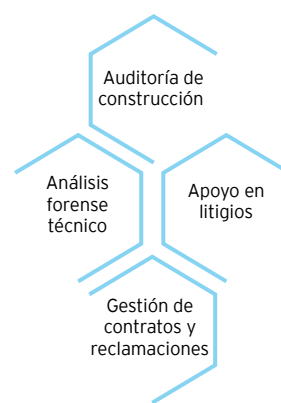 Auditoría de
construcción
Análisis
forense
técnico
Apoyo en
litigios
Gestión de
contratos y
reclamaciones